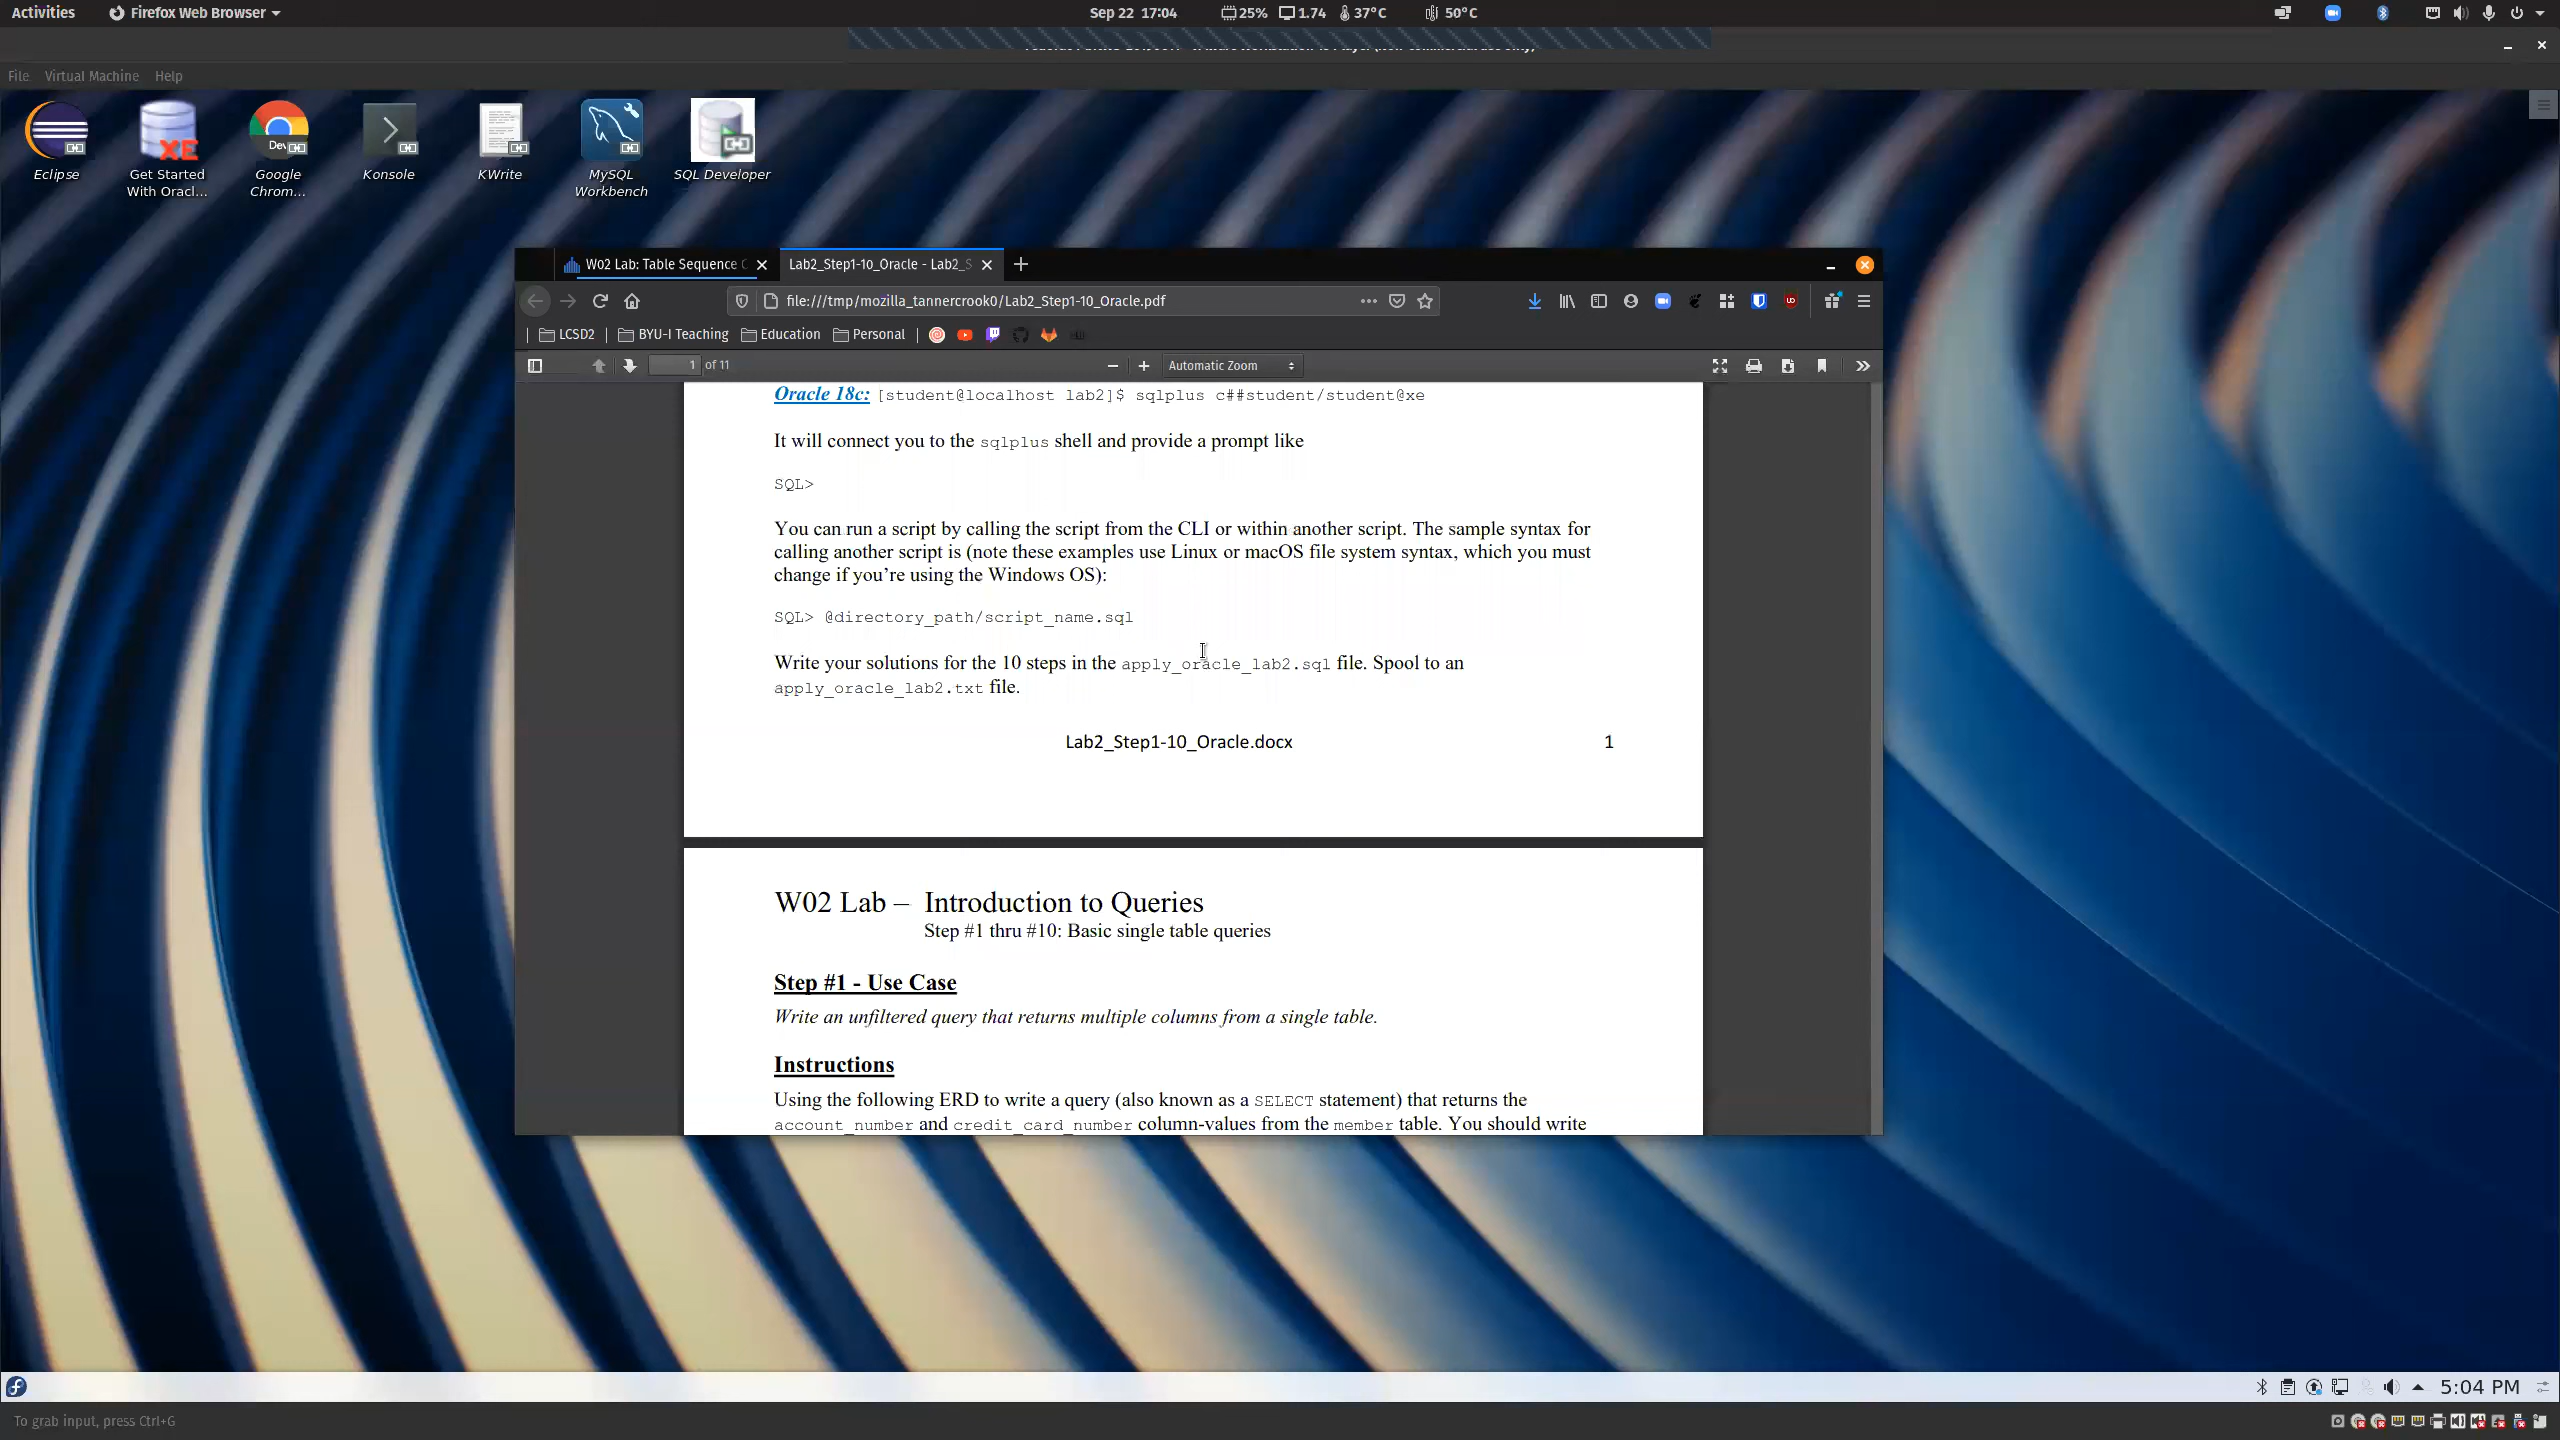 Activities
Firefox Web Browser
Sep 22 17:04
25%
1.74
37°C
50°C
File
Virtual Machine
Help
Eclipse
Get Started
With Oracl...
Google
Chrom...
Konsole
KWrite
MySQL
Workbench
SQL Developer
W02 Lab: Table Sequence
Lab2_Step1-10_Oracle - Lab2_S
file:///tmp/mozilla_tannercrook0/Lab2_Step1-10_Oracle.pdf
LCSD2
BYU-I Teaching
Education
Personal
1 of 11
Automatic Zoom
Oracle 18c: [student@localhost lab2]$ sqlplus c##student/student@xe
It will connect you to the sqlplus shell and provide a prompt like
SQL>
You can run a script by calling the script from the CLI or within another script. The sample syntax for
calling another script is (note these examples use Linux or macOS file system syntax, which you must
change if you’re using the Windows OS):
SQL> @directory_path/script_name.sql
Write your solutions for the 10 steps in the apply_oracle_lab2.sql file. Spool to an
apply_oracle_lab2.txt file.
Lab2_Step1-10_Oracle.docx 1
W02 Lab – Introduction to Queries
Step #1 thru #10: Basic single table queries
Step #1 - Use Case
Write an unfiltered query that returns multiple columns from a single table.
Instructions
Using the following ERD to write a query (also known as a SELECT statement) that returns the
account_number and credit_card_number column-values from the member table. You should write
5:04 PM
To grab input, press Ctrl+G